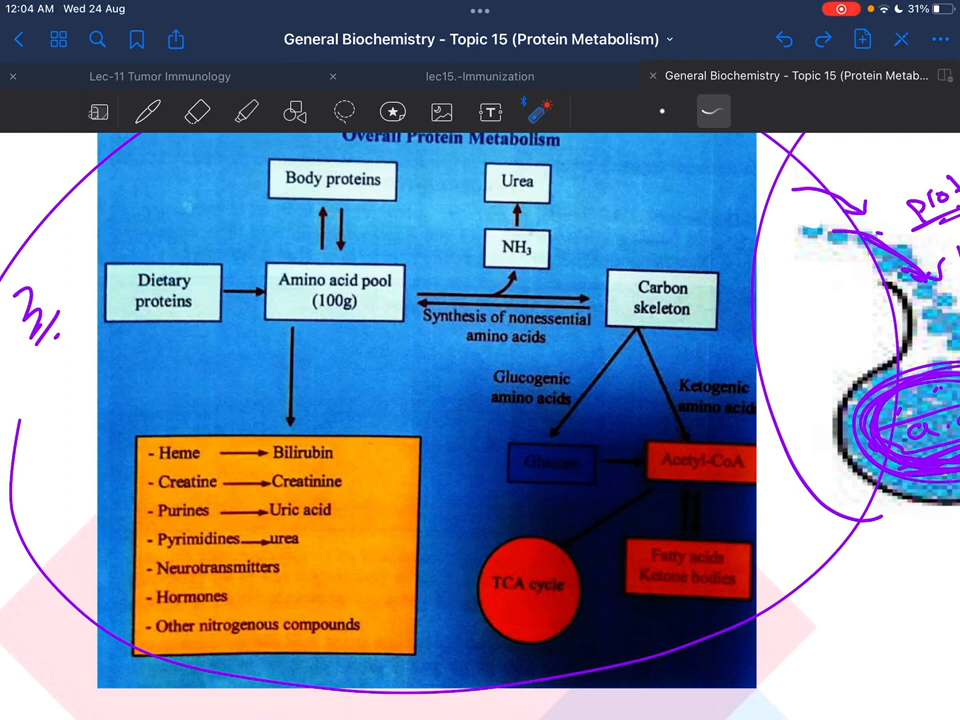 12:04 AM Wed 24 Aug
31%
General Biochemistry - Topic 15 (Protein Metabolism)
Lec-11 Tumor Immunology
lec15.-Immunization
General Biochemistry - Topic 15 (Protein Metab...
Overall Protein Metabolism
Body proteins
Urea
NH₃
Dietary
proteins
Amino acid pool
(100g)
Carbon
skeleton
Synthesis of nonessential
amino acids
Glucogenic
amino acids
Ketogenic
amino acid
Glucose
Acetyl-CoA
TCA cycle
Fatty acids
Ketone bodies
- Heme → Bilirubin
- Creatine → Creatinine
- Purines → Uric acid
- Pyrimidines → urea
- Neurotransmitters
- Hormones
- Other nitrogenous compounds